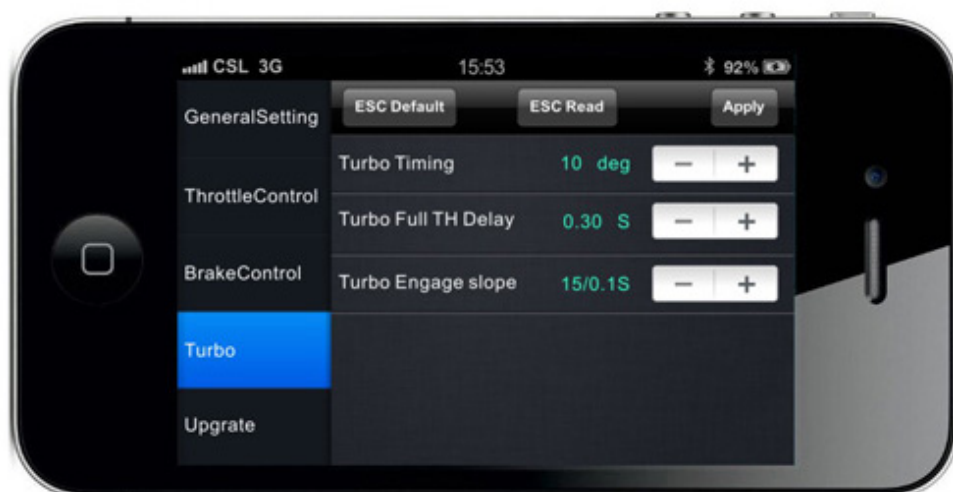 CSL 3G 15:53 92%
GeneralSetting
ThrottleControl
BrakeControl
Turbo
Upgrate
ESC Default ESC Read Apply
Turbo Timing 10 deg − +
Turbo Full TH Delay 0.30 S − +
Turbo Engage slope 15/0.1S − +